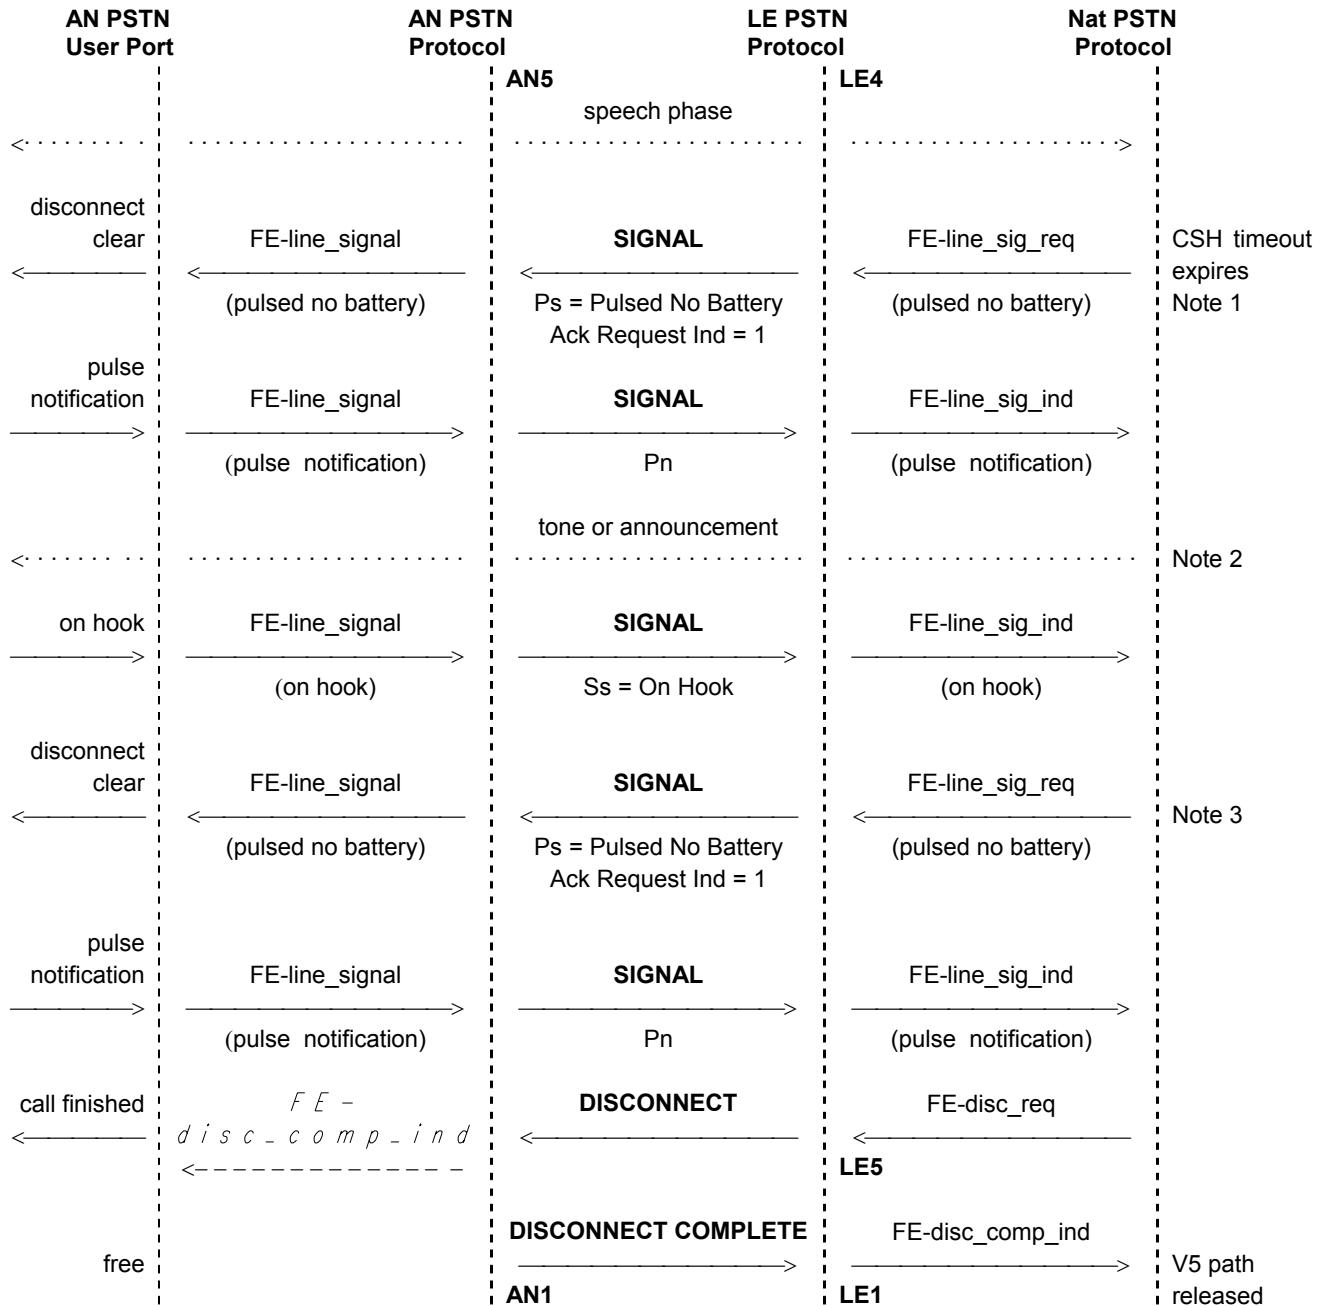 AN PSTN AN PSTN LE PSTN Nat PSTN
User Port Protocol Protocol Protocol
AN5 LE4
speech phase
disconnect
clear FE-line_signal SIGNAL FE-line_sig_req CSH timeout
expires
(pulsed no battery) Ps = Pulsed No Battery (pulsed no battery) Note 1
Ack Request Ind = 1
pulse
notification FE-line_signal SIGNAL FE-line_sig_ind
(pulse notification) Pn (pulse notification)
tone or announcement
Note 2
on hook FE-line_signal SIGNAL FE-line_sig_ind
(on hook) Ss = On Hook (on hook)
disconnect
clear FE-line_signal SIGNAL FE-line_sig_req
Note 3
(pulsed no battery) Ps = Pulsed No Battery (pulsed no battery)
Ack Request Ind = 1
pulse
notification FE-line_signal SIGNAL FE-line_sig_ind
(pulse notification) Pn (pulse notification)
call finished FE- DISCONNECT FE-disc_req
disc_comp_ind
LE5
DISCONNECT COMPLETE FE-disc_comp_ind
free V5 path
AN1 LE1 released